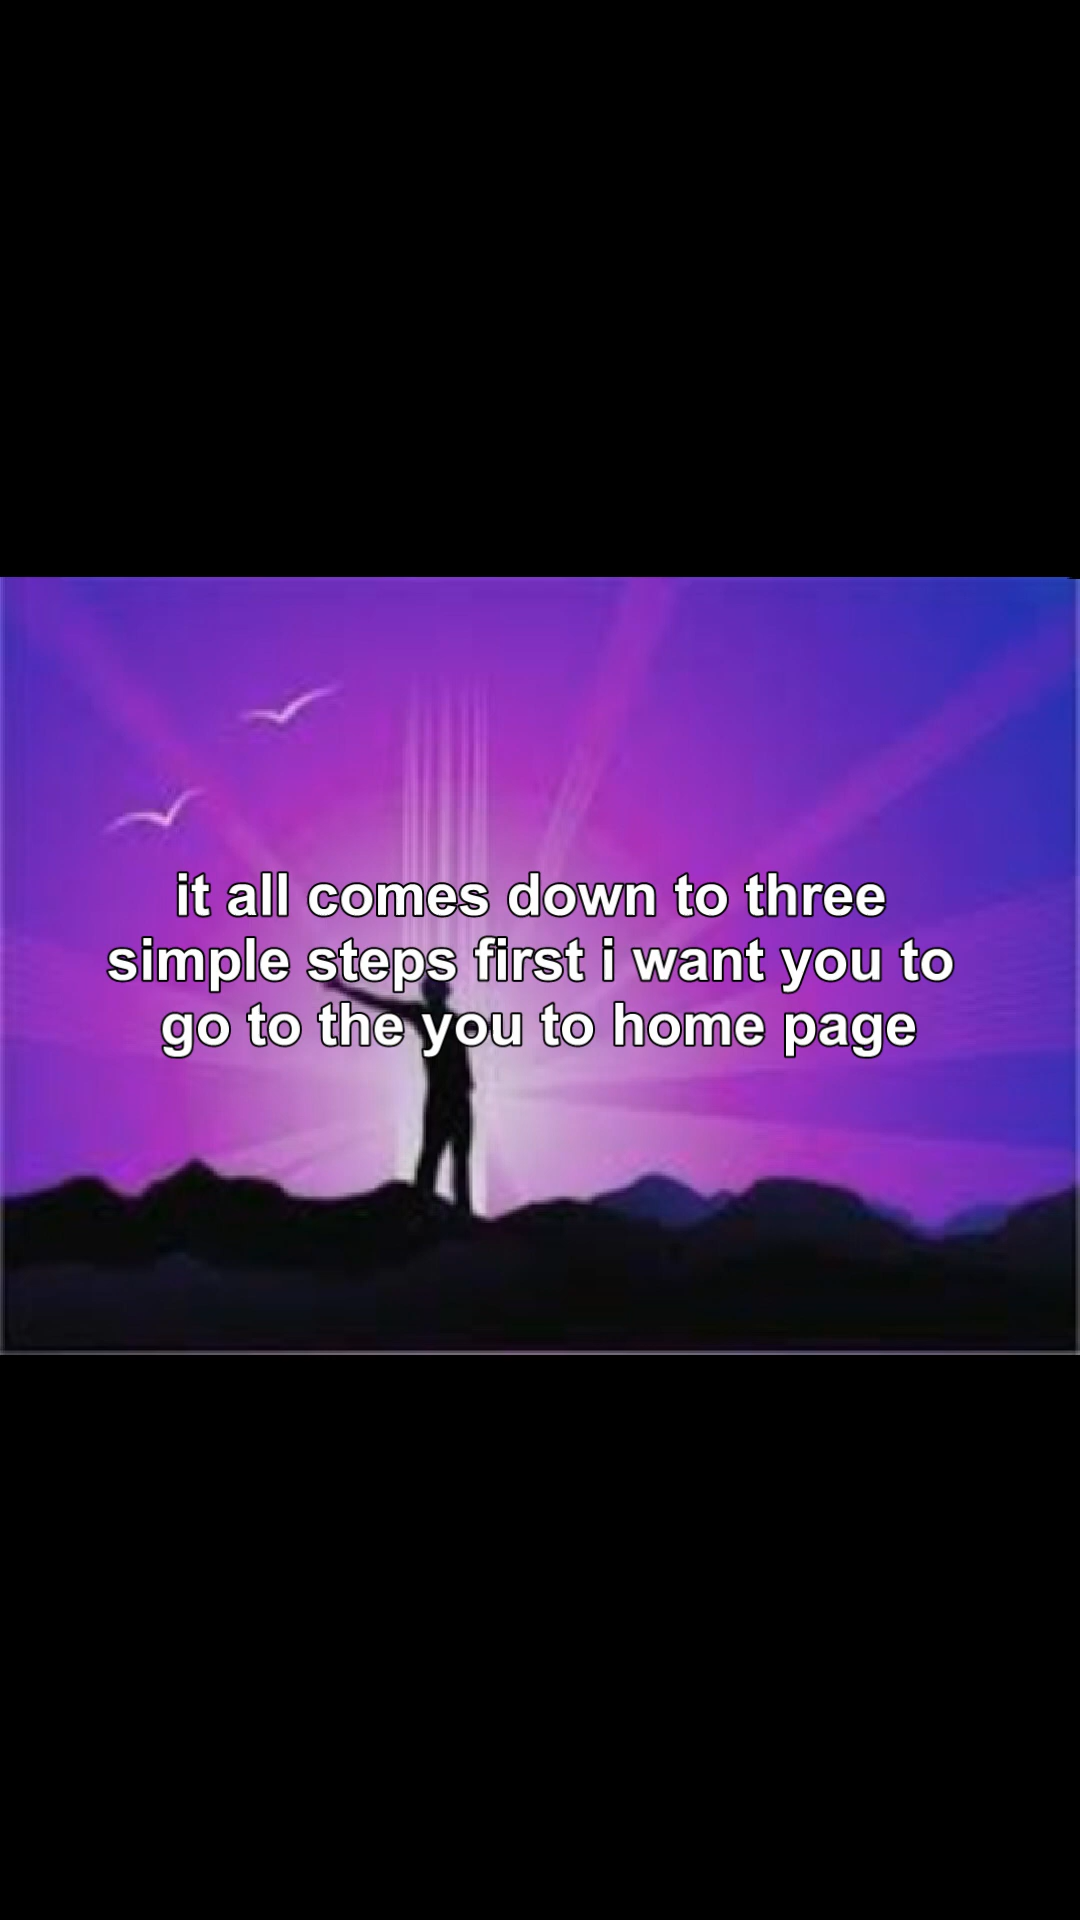 it all comes down to three
simple steps first i want you to
go to the you to home page